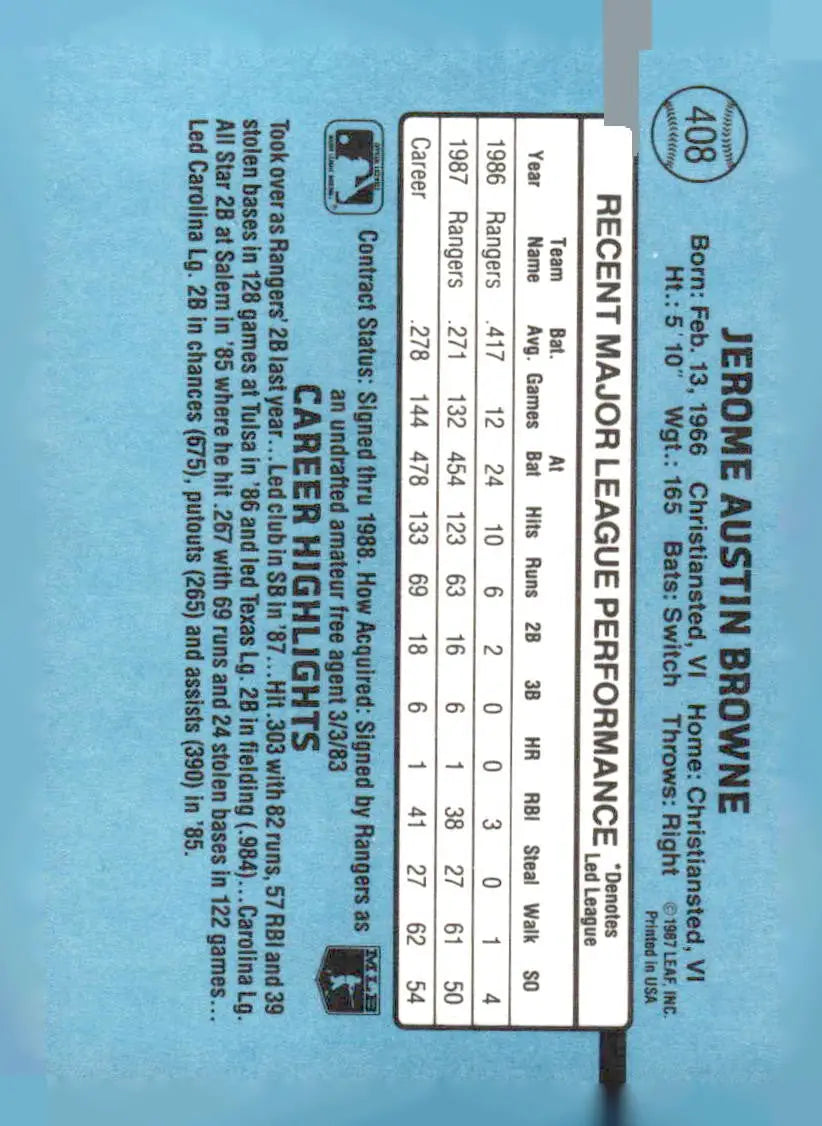 408
JEROME AUSTIN BROWNE
Born: Feb. 13, 1966 Christiansted, VI Home: Christiansted, VI
Ht.: 5'10" Wgt.: 165 Bats: Switch Throws: Right
©1987 LEAF, INC.
Printed in USA
RECENT MAJOR LEAGUE PERFORMANCE *Denotes Led League
Year Team Name Bat. Avg. Games At Bat Hits Runs 2B 3B HR RBI Steal Walk SO
1986 Rangers .417 12 24 10 6 2 0 0 3 0 1 4
1987 Rangers .271 132 454 123 63 16 6 1 38 27 61 50
Career .278 144 478 133 69 18 6 1 41 27 62 54
Contract Status: Signed thru 1988. How Acquired: Signed by Rangers as
an undrafted amateur free agent 3/3/83
MLB
CAREER HIGHLIGHTS
Took over as Rangers' 2B last year...Led club in SB in '87...Hit .303 with 82 runs, 57 RBI and 39
stolen bases in 128 games at Tulsa in '86 and led Texas Lg. 2B in fielding (.984)...Carolina Lg.
All Star 2B at Salem in '85 where he hit .267 with 69 runs and 24 stolen bases in 122 games...
Led Carolina Lg. 2B in chances (675), putouts (265) and assists (390) in '85.